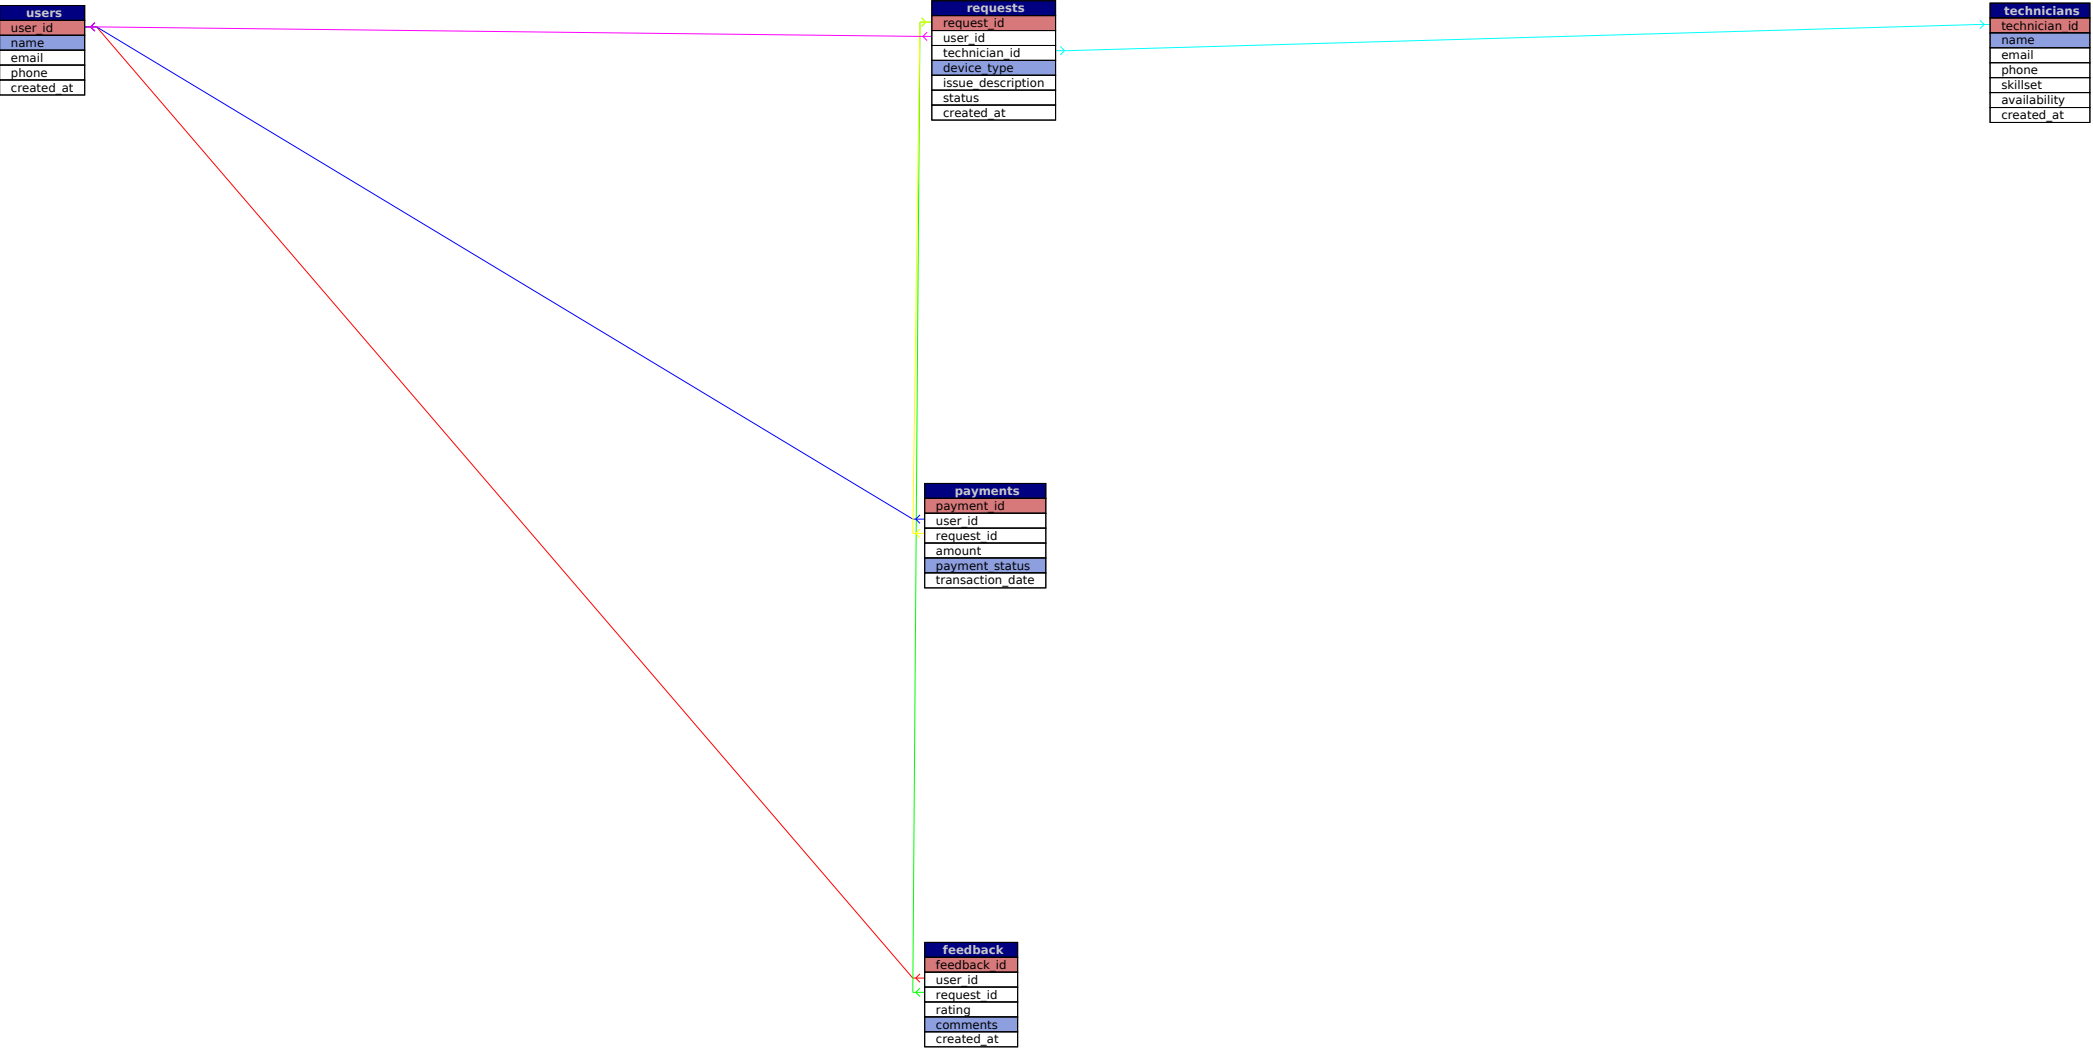 users
user_id
name
email
phone
created_at
requests
request_id
user_id
technician_id
device_type
issue_description
status
created_at
technicians
technician_id
name
email
phone
skillset
availability
created_at
payments
payment_id
user_id
request_id
amount
payment_status
transaction_date
feedback
feedback_id
user_id
request_id
rating
comments
created_at